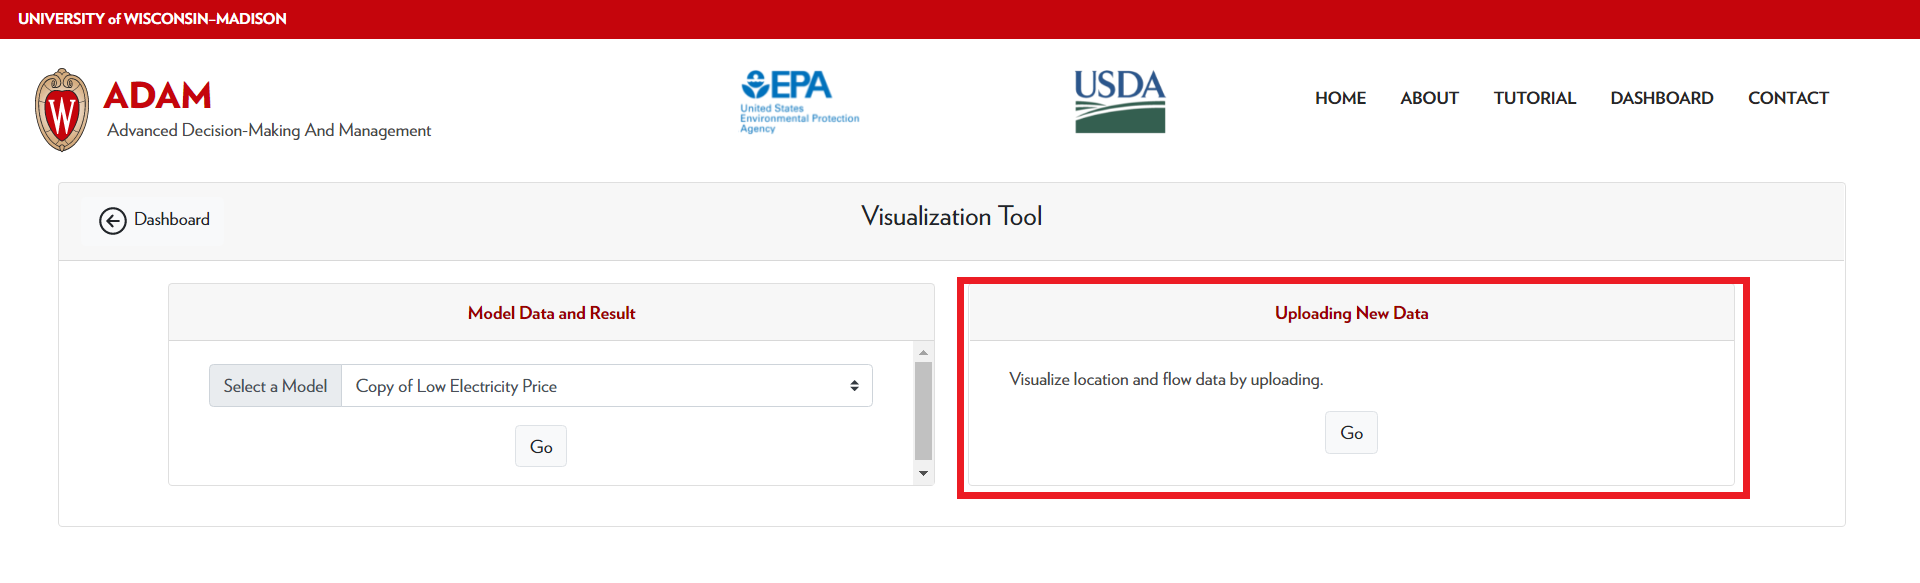 UNIVERSITY of WISCONSIN–MADISON
W
ADAM
Advanced Decision-Making And Management
EPA
United States
Environmental Protection
Agency
USDA
HOME ABOUT TUTORIAL DASHBOARD CONTACT
Dashboard
Visualization Tool
Model Data and Result
Select a Model Copy of Low Electricity Price
Go
Uploading New Data
Visualize location and flow data by uploading.
Go